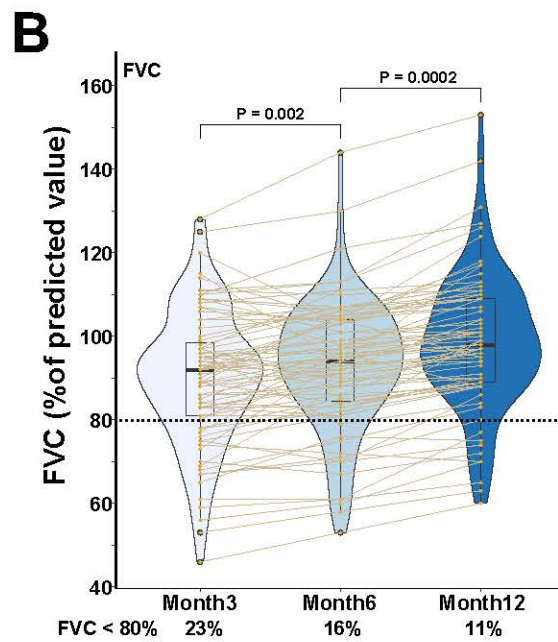 B
FVC
P = 0.002
P = 0.0002
FVC (%of predicted value)
160
140
120
100
80
60
40
Month3 Month6 Month12
FVC < 80% 23% 16% 11%